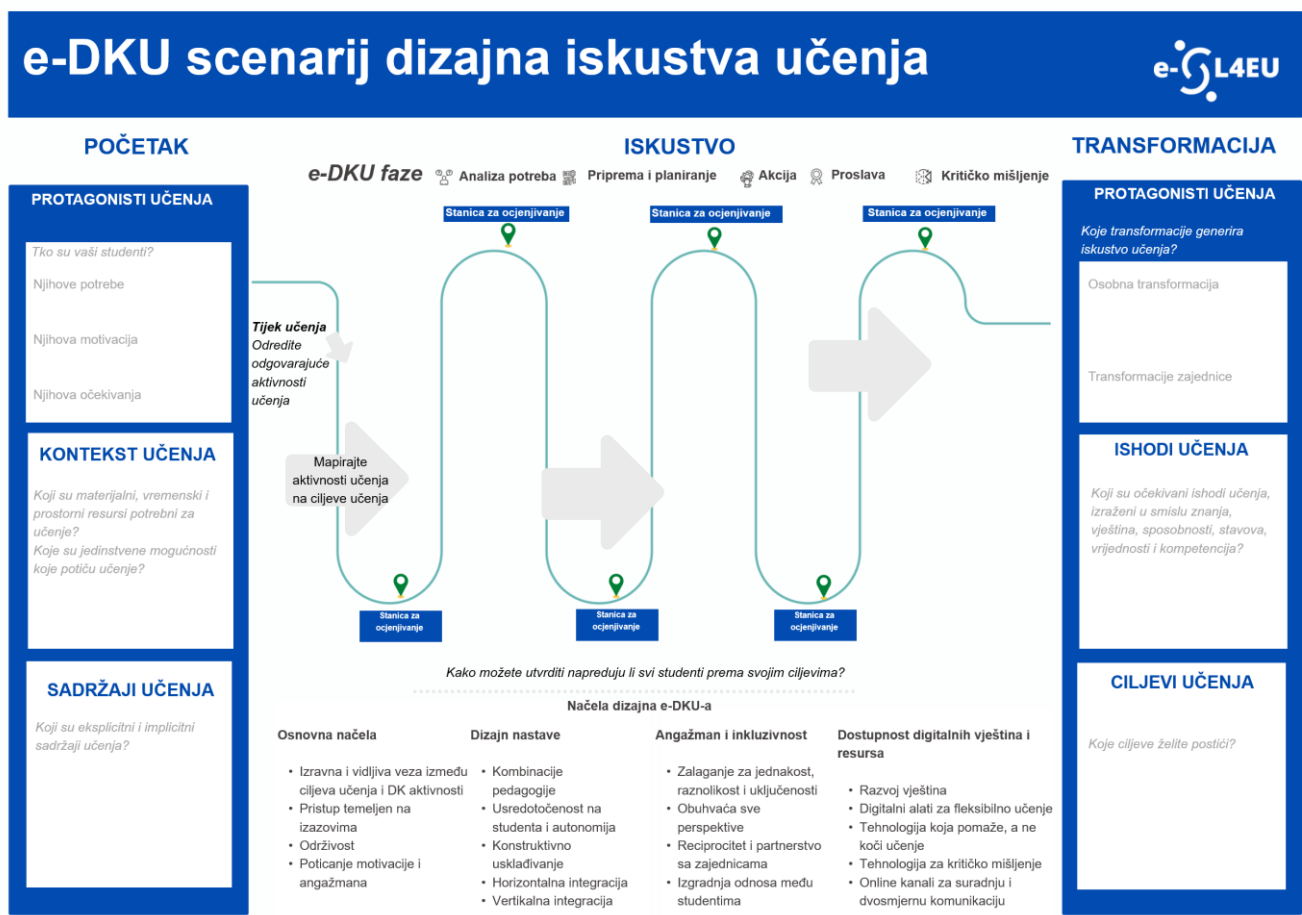 e-DKU scenarij dizajna iskustva učenja
e-SL4EU
POČETAK
PROTAGONISTI UČENJA
Tko su vaši studenti?
Njihove potrebe
Njihova motivacija
Njihova očekivanja
KONTEKST UČENJA
Koji su materijalni, vremenski i
prostorni resursi potrebni za
učenje?
Koje su jedinstvene mogućnosti
koje potiču učenje?
SADRŽAJI UČENJA
Koji su eksplicitni i implicitni
sadržaji učenja?
ISKUSTVO
e-DKU faze
Analiza potreba
Priprema i planiranje
Akcija
Proslava
Kritičko mišljenje
Stanica za ocjenjivanje
Stanica za ocjenjivanje
Stanica za ocjenjivanje
Tijek učenja
Odredite
odgovarajuće
aktivnosti
učenja
Mapirajte
aktivnosti učenja
na ciljeve učenja
Stanica za
ocjenjivanje
Stanica za
ocjenjivanje
Stanica za
ocjenjivanje
Kako možete utvrditi napreduju li svi studenti prema svojim ciljevima?
Načela dizajna e-DKU-a
Osnovna načela
• Izravna i vidljiva veza između
ciljeva učenja i DK aktivnosti
• Pristup temeljen na
izazovima
• Održivost
• Poticanje motivacije i
angažmana
Dizajn nastave
• Kombinacije
pedagogije
• Usredotočenost na
studenta i autonomija
• Konstruktivno
usklađivanje
• Horizontalna integracija
• Vertikalna integracija
Angažman i inkluzivnost
• Zalaganje za jednakost,
raznolikost i uključenosti
• Obuhvaća sve
perspektive
• Reciprocitet i partnerstvo
sa zajednicama
• Izgradnja odnosa među
studentima
Dostupnost digitalnih vještina i
resursa
• Razvoj vještina
• Digitalni alati za fleksibilno učenje
• Tehnologija koja pomaže, a ne
koči učenje
• Tehnologija za kritičko mišljenje
• Online kanali za suradnju i
dvosmjernu komunikaciju
TRANSFORMACIJA
PROTAGONISTI UČENJA
Koje transformacije generira
iskustvo učenja?
Osobna transformacija
Transformacije zajednice
ISHODI UČENJA
Koji su očekivani ishodi učenja,
izraženi u smislu znanja,
vještina, sposobnosti, stavova,
vrijednosti i kompetencija?
CILJEVI UČENJA
Koje ciljeve želite postići?